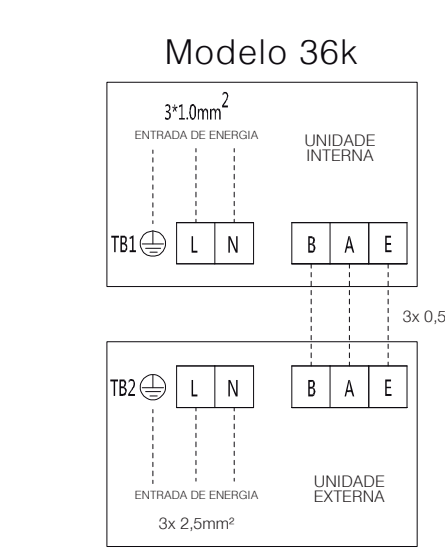 Modelo 36k
3*1.0mm²
ENTRADA DE ENERGIA
UNIDADE
INTERNA
TB1 L N B A E
3x 0,5
TB2 L N B A E
ENTRADA DE ENERGIA
3x 2,5mm²
UNIDADE
EXTERNA